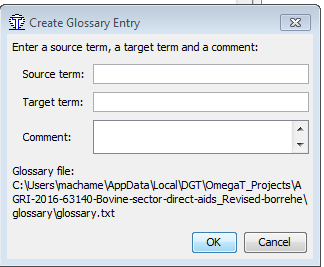 Create Glossary Entry
Enter a source term, a target term and a comment:
Source term:
Target term:
Comment:
Glossary file:
C:\Users\machame\AppData\Local\DGT\OmegaT_Projects\A
GRI-2016-63140-Bovine-sector-direct-aids_Revised-borrehe\
glossary\glossary.txt
OK
Cancel